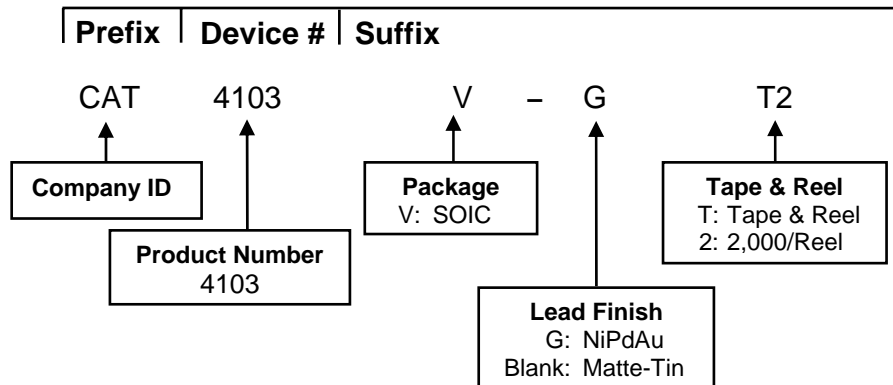 Prefix Device # Suffix
CAT 4103 V – G T2
Company ID
Product Number
4103
Package
V: SOIC
Lead Finish
G: NiPdAu
Blank: Matte-Tin
Tape & Reel
T: Tape & Reel
2: 2,000/Reel